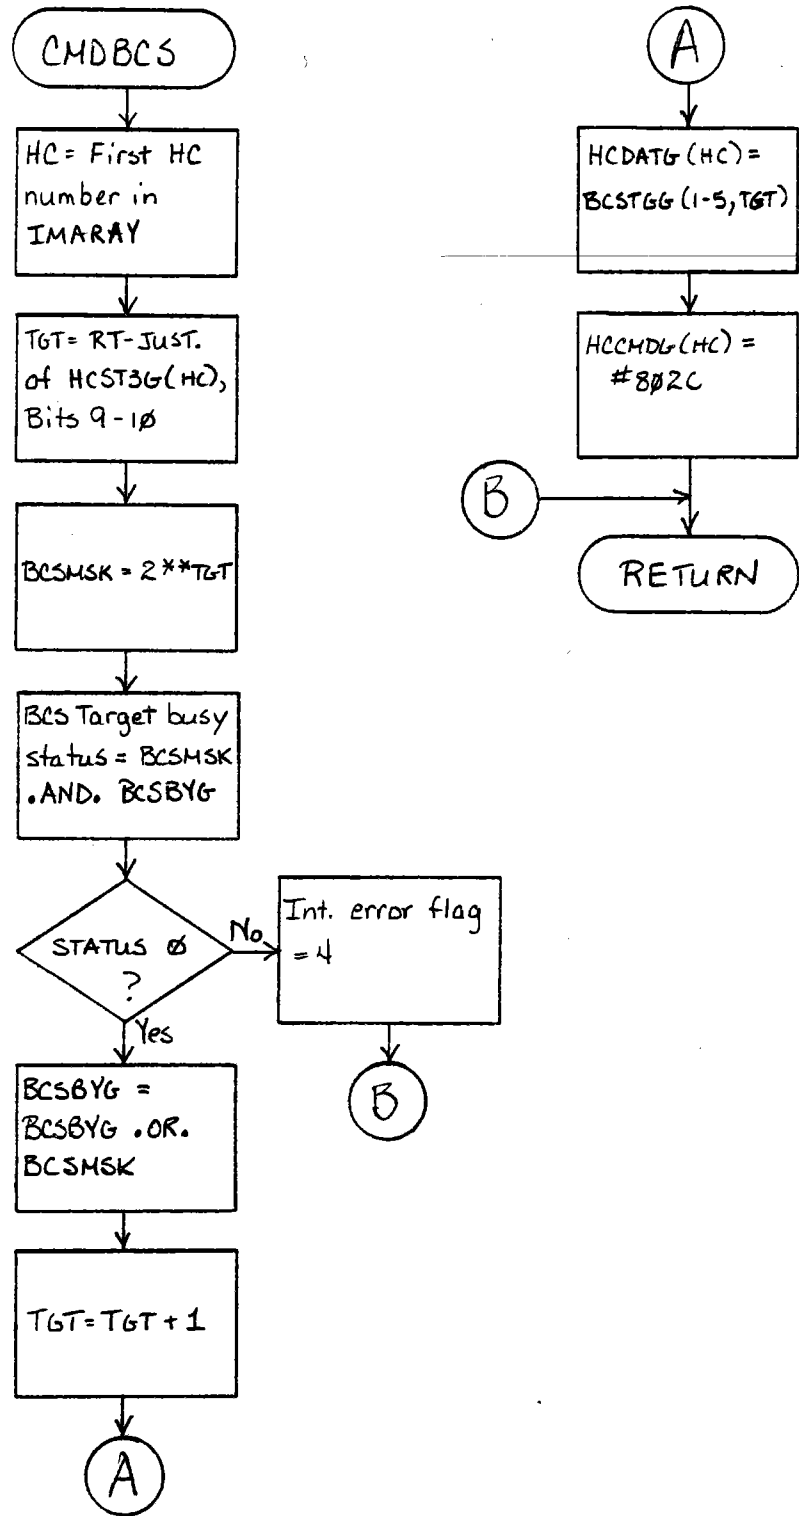 CMDBCS
HC = First HC
number in
IMARAY
TGT = RT-JUST.
of HCST3G(HC),
Bits 9-1Ø
BCSMSK = 2**TGT
BCS Target busy
status = BCSMSK
.AND. BCSBYG
STATUS Ø
?
No
Yes
Int. error flag
= 4
B
BCSBYG =
BCSBYG .OR.
BCSMSK
TGT = TGT + 1
A
A
HCDATG (HC) =
BCSTGG (1-5, TGT)
HCCMDG (HC) =
#8Ø2C
B
RETURN